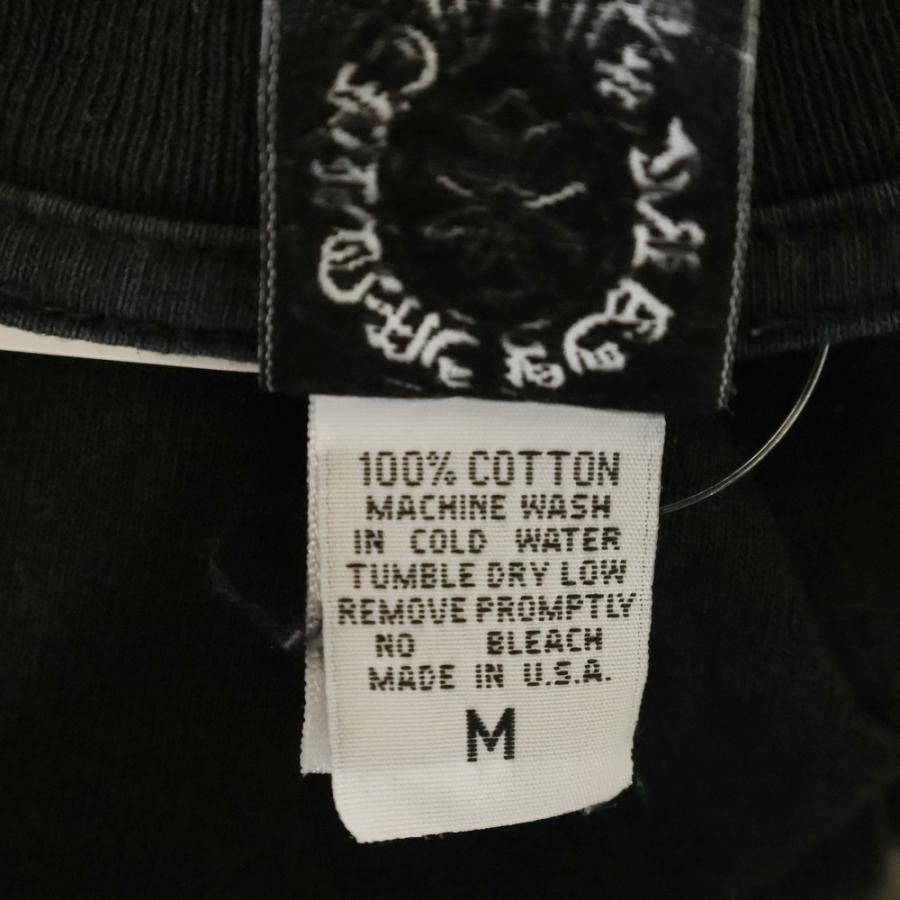 100% COTTON
MACHINE WASH
IN COLD WATER
TUMBLE DRY LOW
REMOVE PROMPTLY
NO BLEACH
MADE IN U.S.A.
M